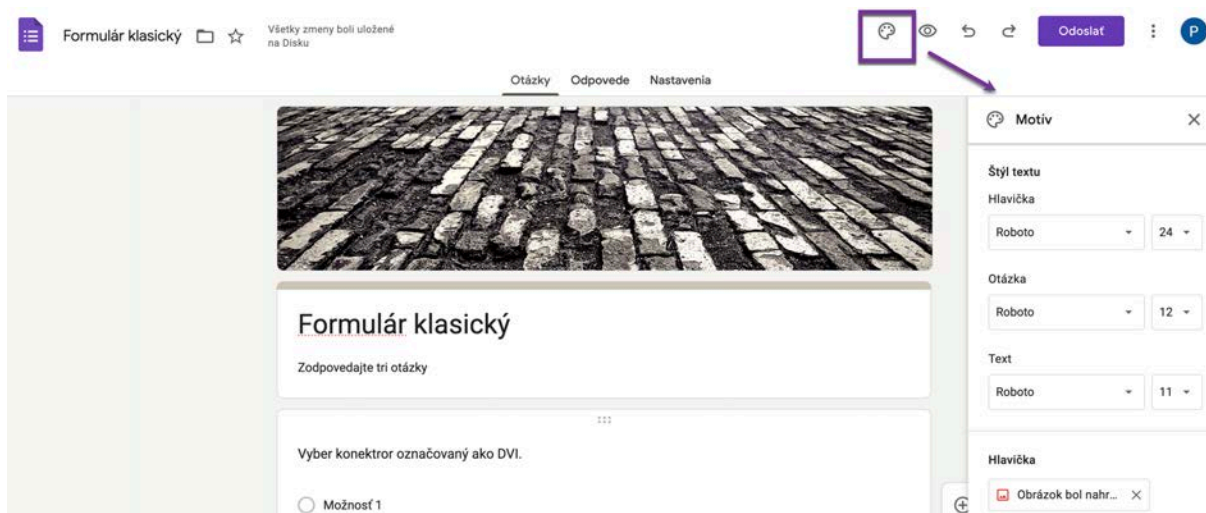 Formulár klasický
Všetky zmeny boli uložené
na Disku
Odoslať
P
Otázky Odpovede Nastavenia
Motív
Štýl textu
Hlavička
Roboto 24
Otázka
Roboto 12
Text
Roboto 11
Hlavička
Obrázok bol nahr...
Formulár klasický
Zodpovedajte tri otázky
Vyber konektror označovaný ako DVI.
Možnosť 1